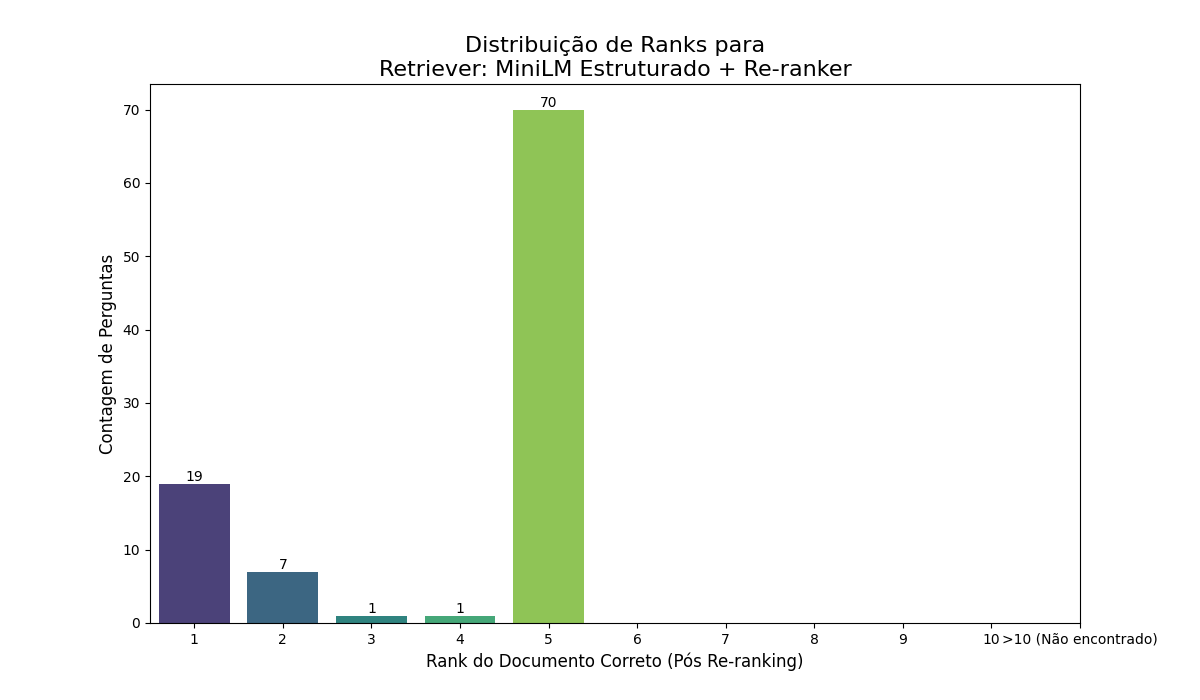 Distribuição de Ranks para
Retriever: MiniLM Estruturado + Re-ranker
Contagem de Perguntas
70
60
50
40
30
20
10
0
19
7
1
1
70
1 2 3 4 5 6 7 8 9 10 >10 (Não encontrado)
Rank do Documento Correto (Pós Re-ranking)